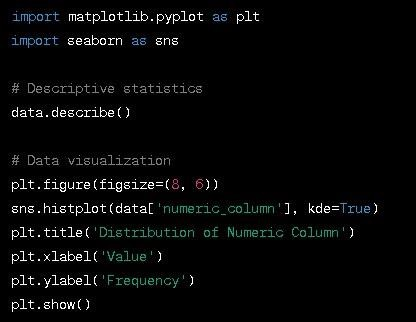 import matplotlib.pyplot as plt
import seaborn as sns
# Descriptive statistics
data.describe()
# Data visualization
plt.figure(figsize=(8, 6))
sns.histplot(data['numeric_column'], kde=True)
plt.title('Distribution of Numeric Column')
plt.xlabel('Value')
plt.ylabel('Frequency')
plt.show()